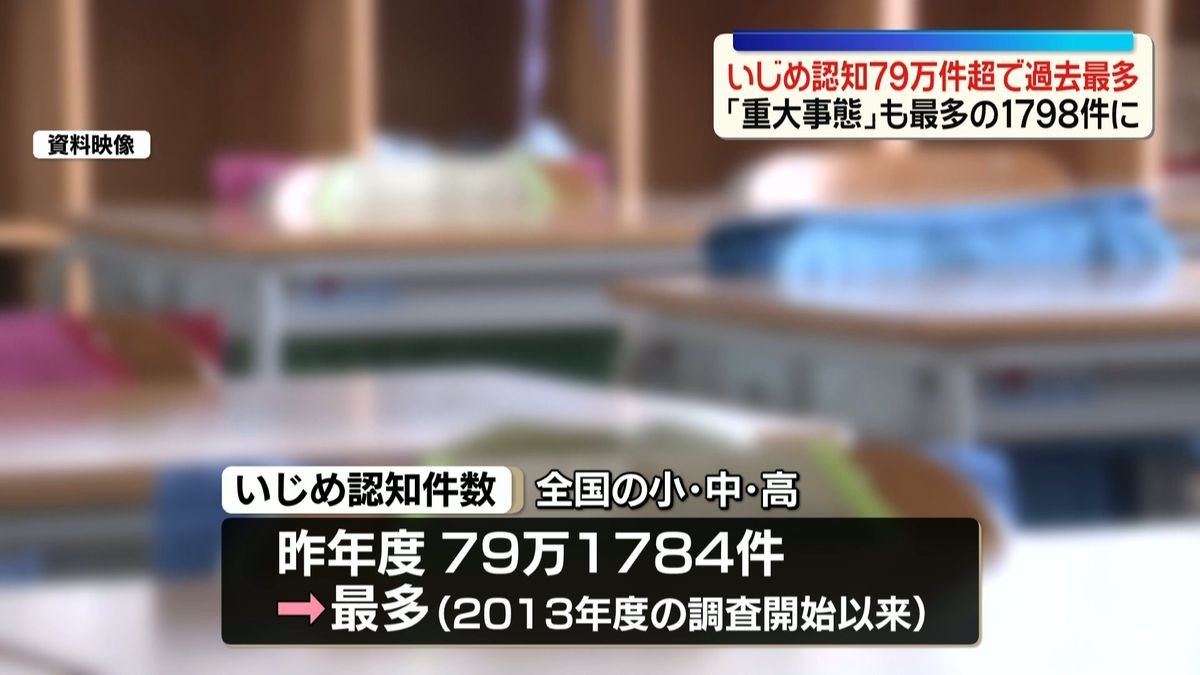 いじめ認知79万件超で過去最多
「重大事態」も最多の1798件に
資料映像
いじめ認知件数 全国の小・中・高
昨年度 79万1784件
➡最多(2013年度の調査開始以来)